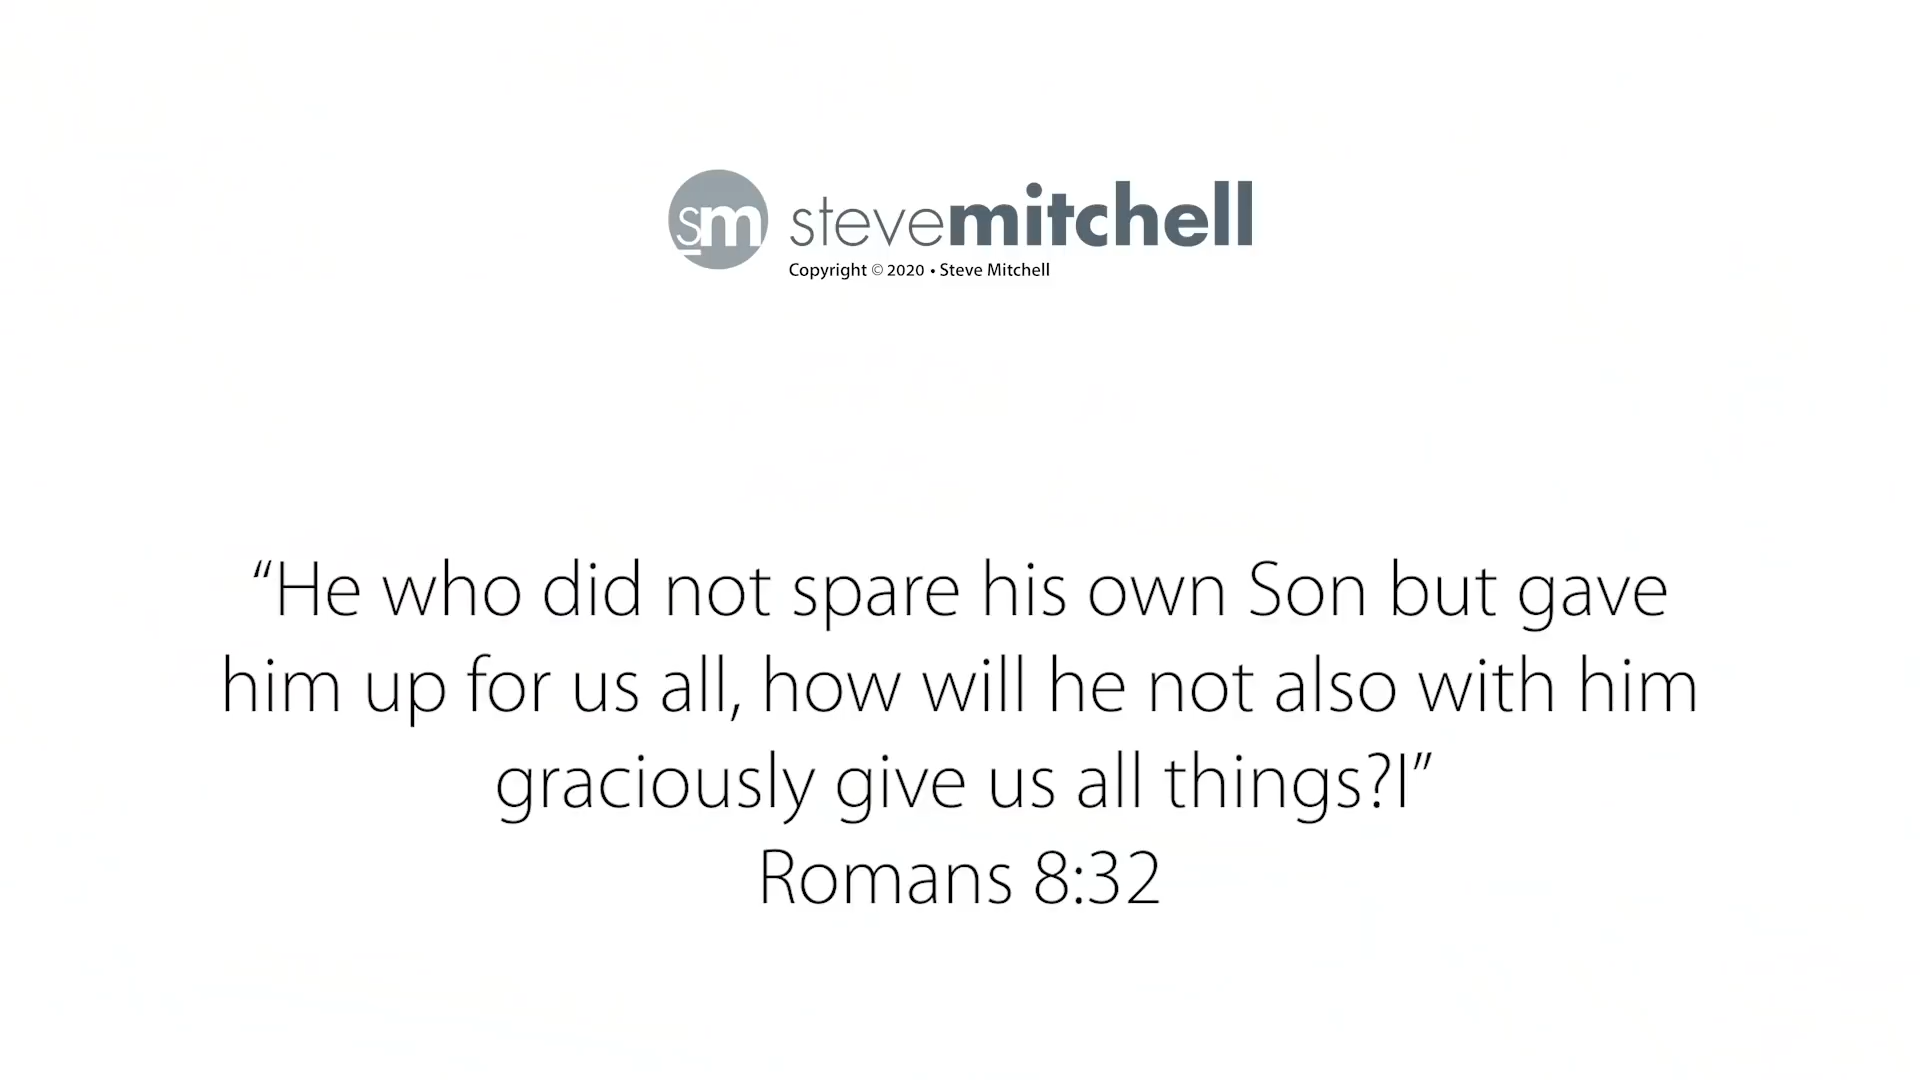 sm stevemitchell
Copyright © 2020 • Steve Mitchell
“He who did not spare his own Son but gave
him up for us all, how will he not also with him
graciously give us all things?I”
Romans 8:32